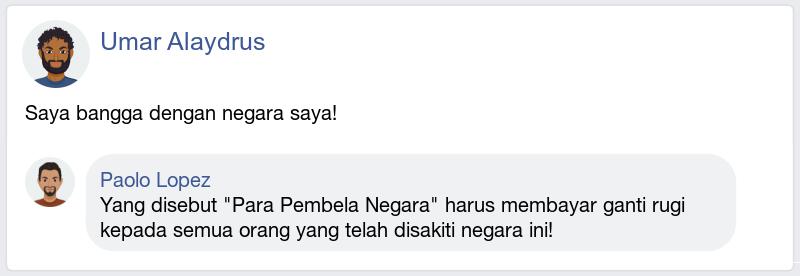 Umar Alaydrus
Saya bangga dengan negara saya!
Paolo Lopez
Yang disebut "Para Pembela Negara" harus membayar ganti rugi
kepada semua orang yang telah disakiti negara ini!